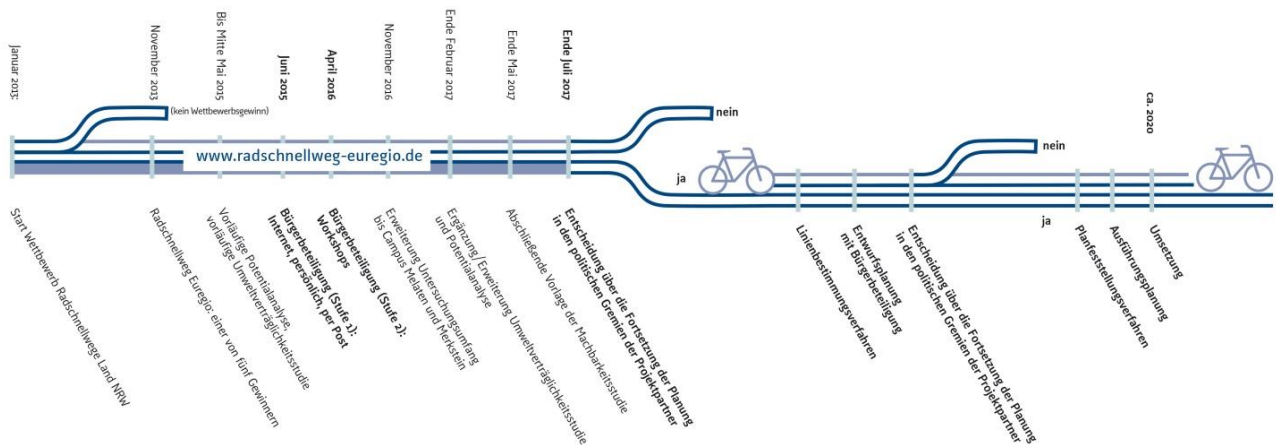 Januar 2013:
November 2013
Bis Mitte Mai 2015
Juni 2015
April 2016
November 2016
Ende Februar 2017
Ende Mai 2017
Ende Juli 2017
ca. 2020
(kein Wettbewerbsgewinn)
nein
nein
www.radschnellweg-euregio.de
ja
ja
Start Wettbewerb Radschnellwege Land NRW
Radschnellweg Euregio: einer von fünf Gewinnern
Vorläufige Potentialanalyse,
vorläufige Umweltverträglichkeitsstudie
Bürgerbeteiligung (Stufe 1):
Internet, persönlich, per Post
Bürgerbeteiligung (Stufe 2):
Workshops
Erweiterung Untersuchungsumfang
bis Campus Melaten und Merkstein
Ergänzung/Erweiterung Umweltverträglichkeitsstudie
und Potentialanalyse
Abschließende Vorlage der Machbarkeitsstudie
Entscheidung über die Fortsetzung der Planung
in den politischen Gremien der Projektpartner
Linienbestimmungsverfahren
Entwurfsplanung
mit Bürgerbeteiligung
Entscheidung über die Fortsetzung der Planung
in den politischen Gremien der Projektpartner
Planfeststellungsverfahren
Ausführungsplanung
Umsetzung